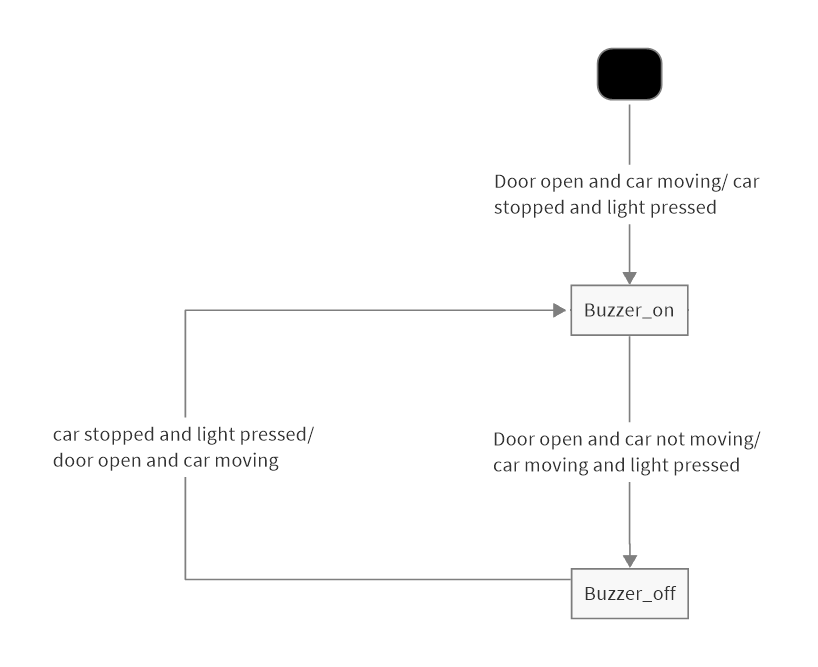 Door open and car moving/ car
stopped and light pressed
Buzzer_on
car stopped and light pressed/
door open and car moving
Door open and car not moving/
car moving and light pressed
Buzzer_off